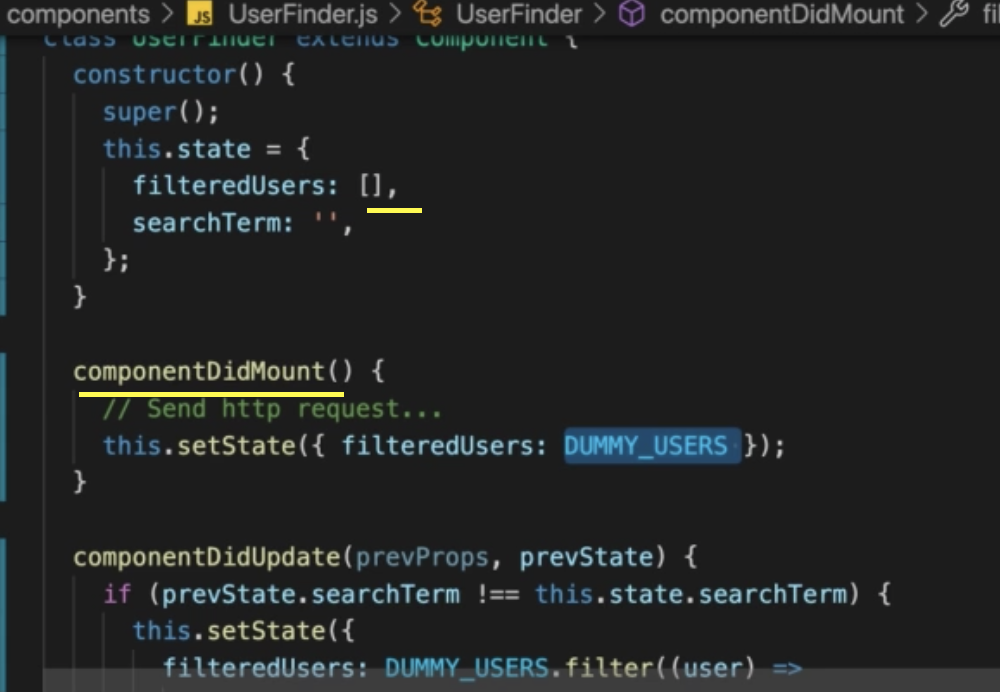 components > JS UserFinder.js > UserFinder > componentDidMount >
class UserFinder extends Component {
constructor() {
super();
this.state = {
filteredUsers: [],
searchTerm: '',
};
}
componentDidMount() {
// Send http request...
this.setState({ filteredUsers: DUMMY_USERS });
}
componentDidUpdate(prevProps, prevState) {
if (prevState.searchTerm !== this.state.searchTerm) {
this.setState({
filteredUsers: DUMMY_USERS.filter((user) =>